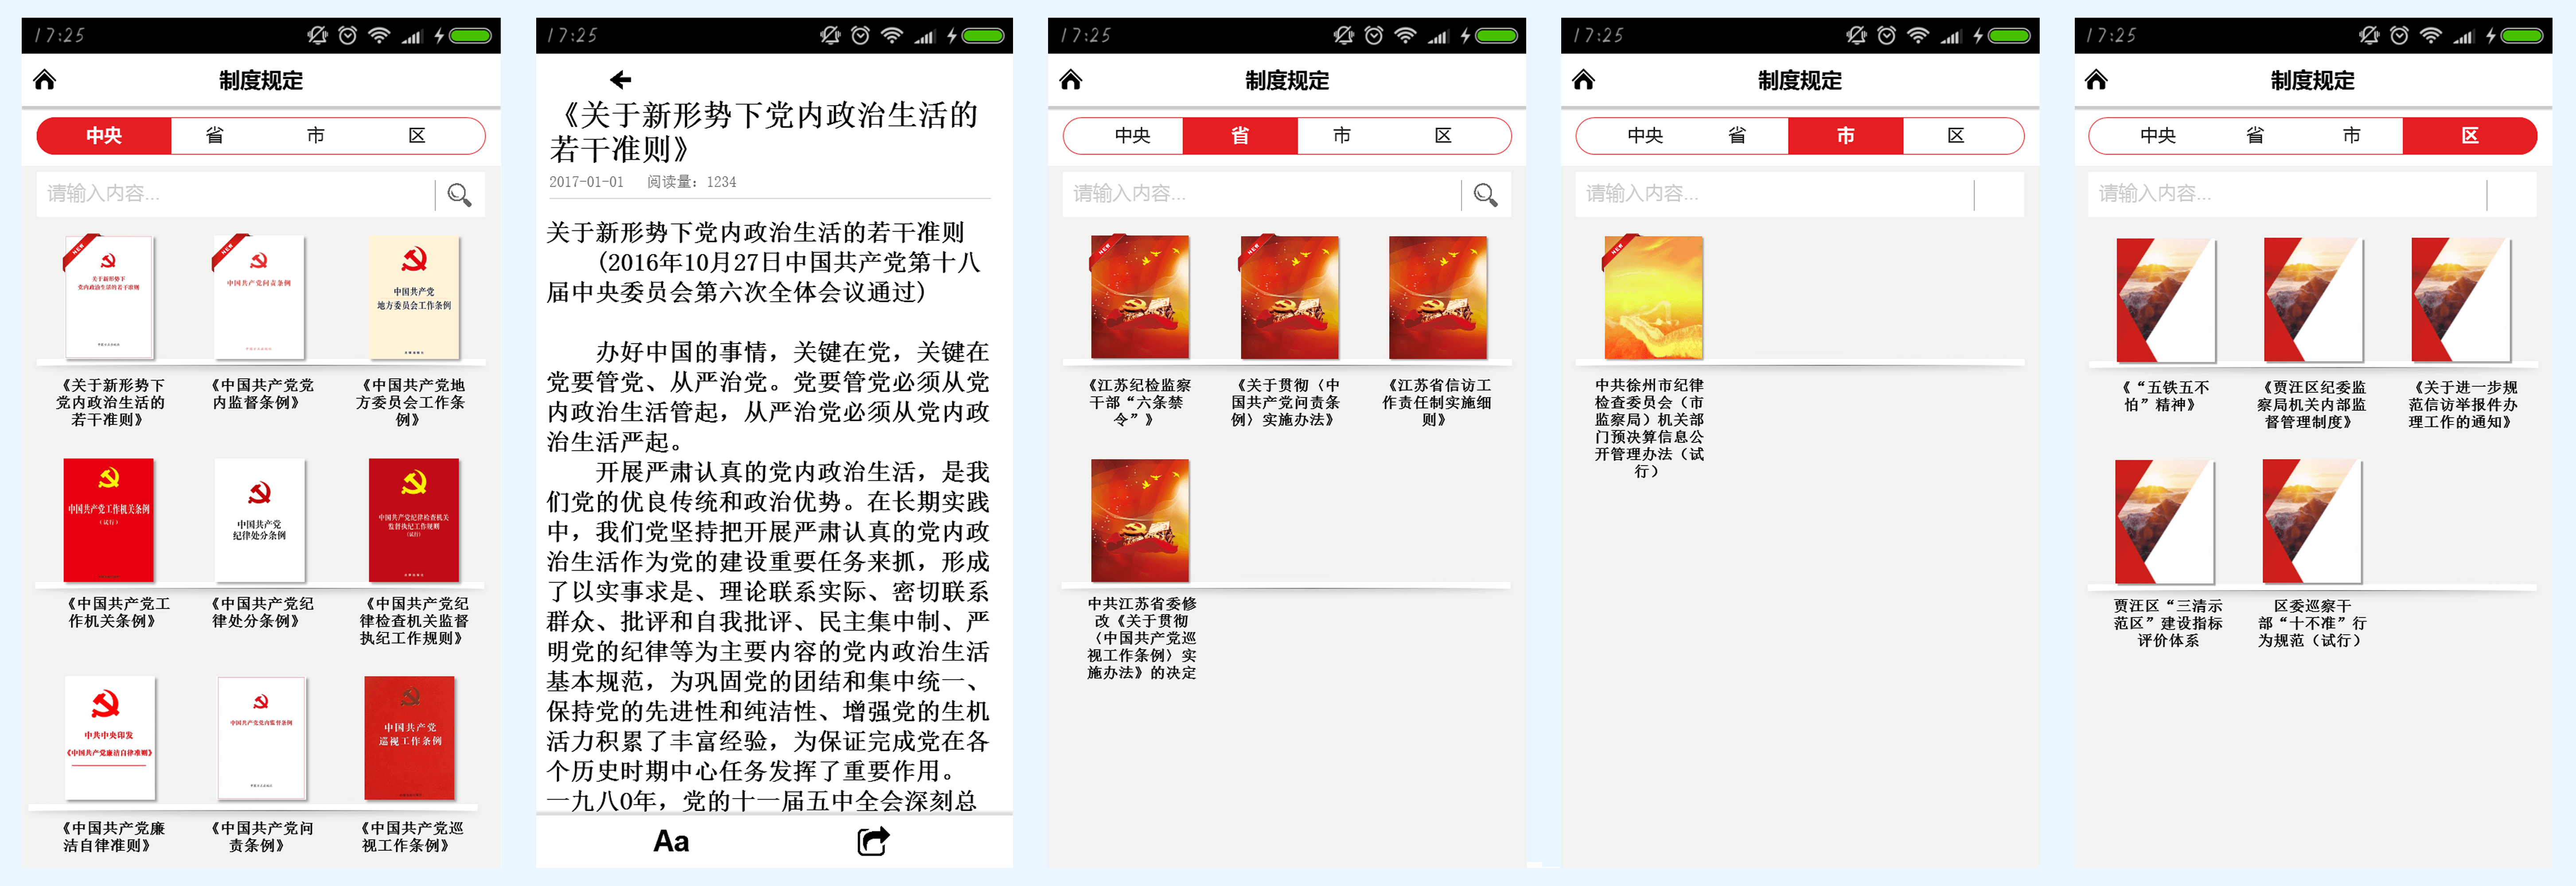 17:25
制度规定
中央 省 市 区
请输入内容...
NEW
关于新形势下
党内政治生活的若干准则
NEW
中国共产党问责条例
中国共产党
地方委员会工作条例
《关于新形势下
党内政治生活的
若干准则》
《中国共产党党
内监督条例》
《中国共产党地
方委员会工作条
例》
中国共产党工作机关条例
（试行）
中国共产党
纪律处分条例
中国共产党纪律检查机关
监督执纪工作规则
（试行）
《中国共产党工
作机关条例》
《中国共产党纪
律处分条例》
《中国共产党纪
律检查机关监督
执纪工作规则》
中共中央印发
《中国共产党廉洁自律准则》
中国共产党党内监督条例
中国共产党
巡视工作条例
《中国共产党廉
洁自律准则》
《中国共产党问
责条例》
《中国共产党巡
视工作条例》
17:25
《关于新形势下党内政治生活的
若干准则》
2017-01-01 阅读量：1234
关于新形势下党内政治生活的若干准则
(2016年10月27日中国共产党第十八
届中央委员会第六次全体会议通过)
办好中国的事情，关键在党，关键在
党要管党、从严治党。党要管党必须从党
内政治生活管起，从严治党必须从党内政
治生活严起。
开展严肃认真的党内政治生活，是我
们党的优良传统和政治优势。在长期实践
中，我们党坚持把开展严肃认真的党内政
治生活作为党的建设重要任务来抓，形成
了以实事求是、理论联系实际、密切联系
群众、批评和自我批评、民主集中制、严
明党的纪律等为主要内容的党内政治生活
基本规范，为巩固党的团结和集中统一、
保持党的先进性和纯洁性、增强党的生机
活力积累了丰富经验，为保证完成党在各
个历史时期中心任务发挥了重要作用。
一九八0年，党的十一届五中全会深刻总
Aa
17:25
制度规定
中央 省 市 区
请输入内容...
NEW
NEW
《江苏纪检监察
干部“六条禁
令”》
《关于贯彻〈中
国共产党问责条
例〉实施办法》
《江苏省信访工
作责任制实施细
则》
中共江苏省委修
改《关于贯彻
〈中国共产党巡
视工作条例〉实
施办法》的决定
17:25
制度规定
中央 省 市 区
请输入内容...
NEW
中共徐州市纪律
检查委员会（市
监察局）机关部
门预决算信息公
开管理办法（试
行）
17:25
制度规定
中央 省 市 区
请输入内容...
《“五铁五不
怕”精神》
《贾汪区纪委监
察局机关内部监
督管理制度》
《关于进一步规
范信访举报件办
理工作的通知》
贾汪区“三清示
范区”建设指标
评价体系
区委巡察干
部“十不准”行
为规范（试行）